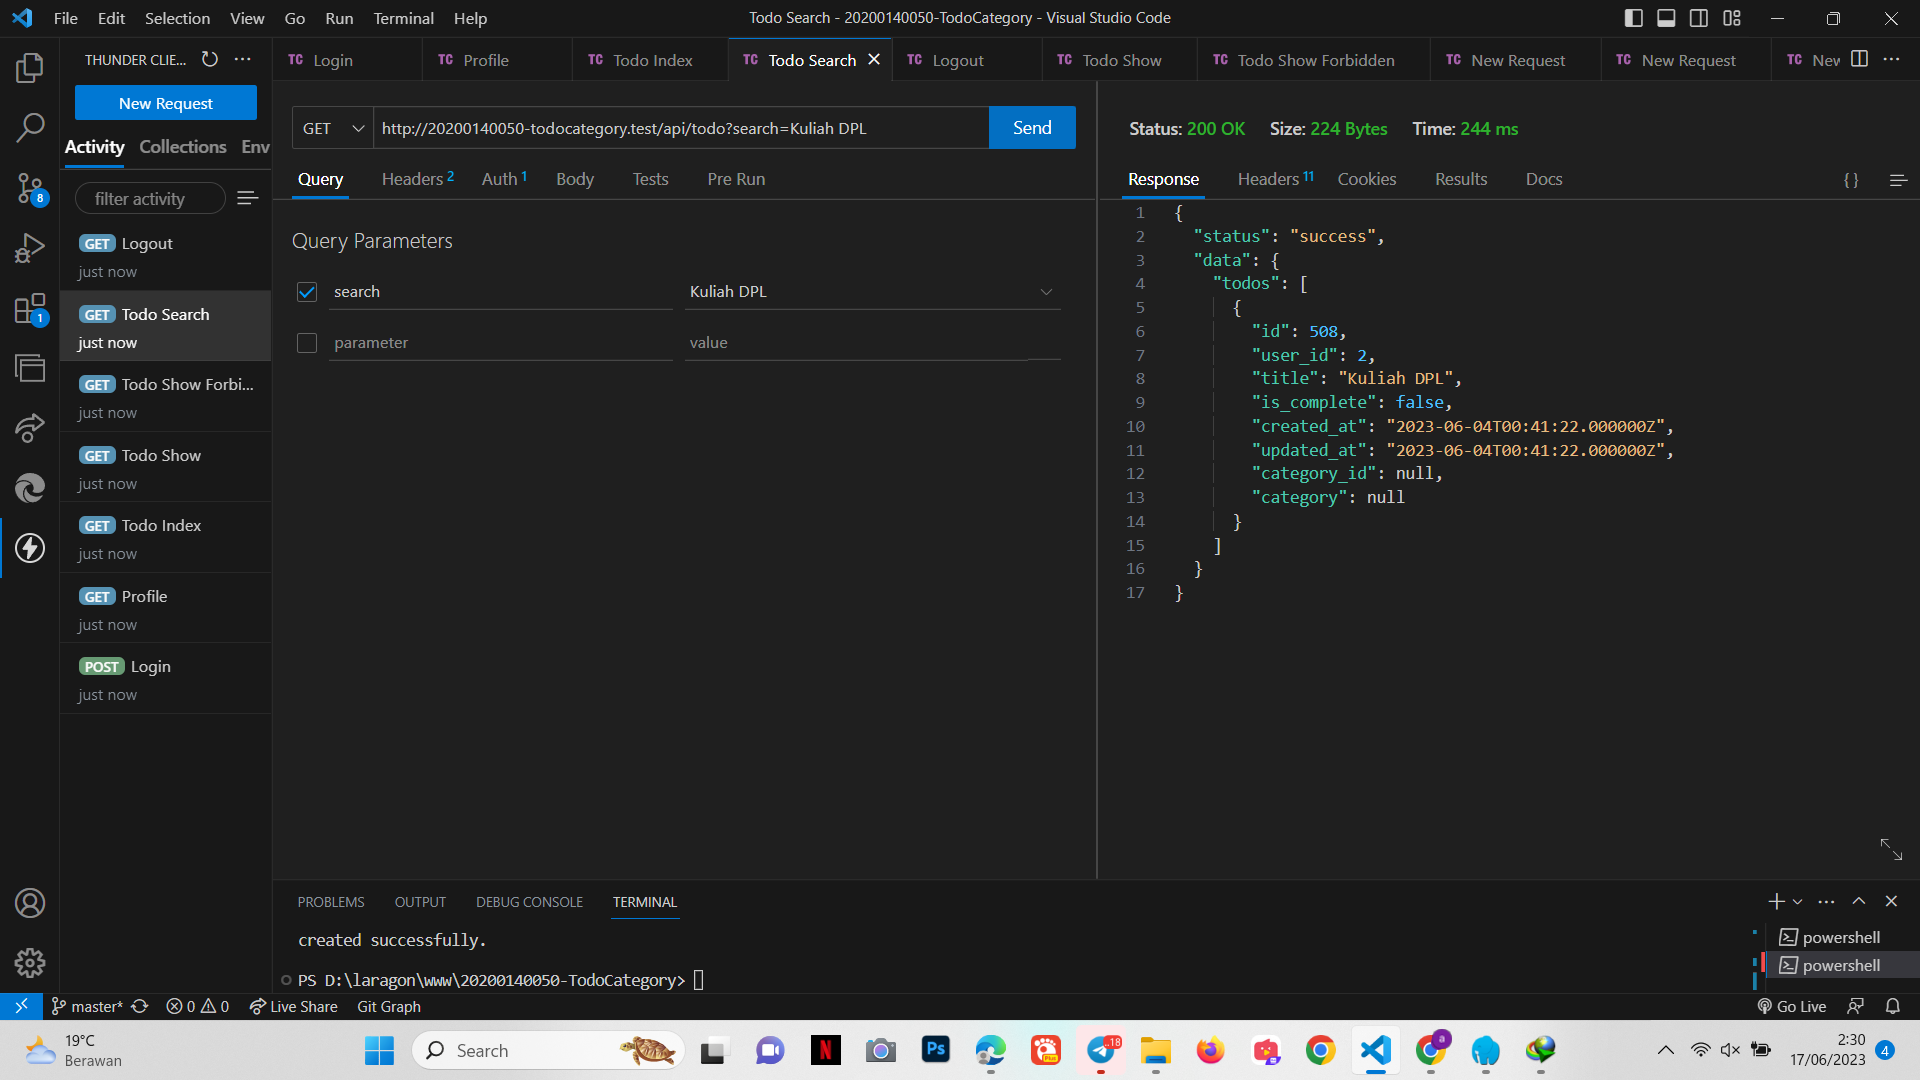 File Edit Selection View Go Run Terminal Help
Todo Search - 20200140050-TodoCategory - Visual Studio Code
THUNDER CLIE...
New Request
Activity Collections Env
filter activity
GET Logout
just now
GET Todo Search
just now
GET Todo Show Forbi...
just now
GET Todo Show
just now
GET Todo Index
just now
GET Profile
just now
POST Login
just now
8
1
TC Login
TC Profile
TC Todo Index
TC Todo Search
TC Logout
TC Todo Show
TC Todo Show Forbidden
TC New Request
TC New Request
TC New
GET
http://20200140050-todocategory.test/api/todo?search=Kuliah DPL
Send
Query Headers 2 Auth 1 Body Tests Pre Run
Query Parameters
search Kuliah DPL
parameter value
Status: 200 OK Size: 224 Bytes Time: 244 ms
Response Headers 11 Cookies Results Docs { }
1 {
2 "status": "success",
3 "data": {
4 "todos": [
5 {
6 "id": 508,
7 "user_id": 2,
8 "title": "Kuliah DPL",
9 "is_complete": false,
10 "created_at": "2023-06-04T00:41:22.000000Z",
11 "updated_at": "2023-06-04T00:41:22.000000Z",
12 "category_id": null,
13 "category": null
14 }
15 ]
16 }
17 }
PROBLEMS OUTPUT DEBUG CONSOLE TERMINAL
created successfully.
PS D:\laragon\www\20200140050-TodoCategory>
powershell
powershell
master* 0 0 Live Share Git Graph
Go Live
19°C
Berawan
Search
Ps
N
Plus
18
a
2:30
17/06/2023
4